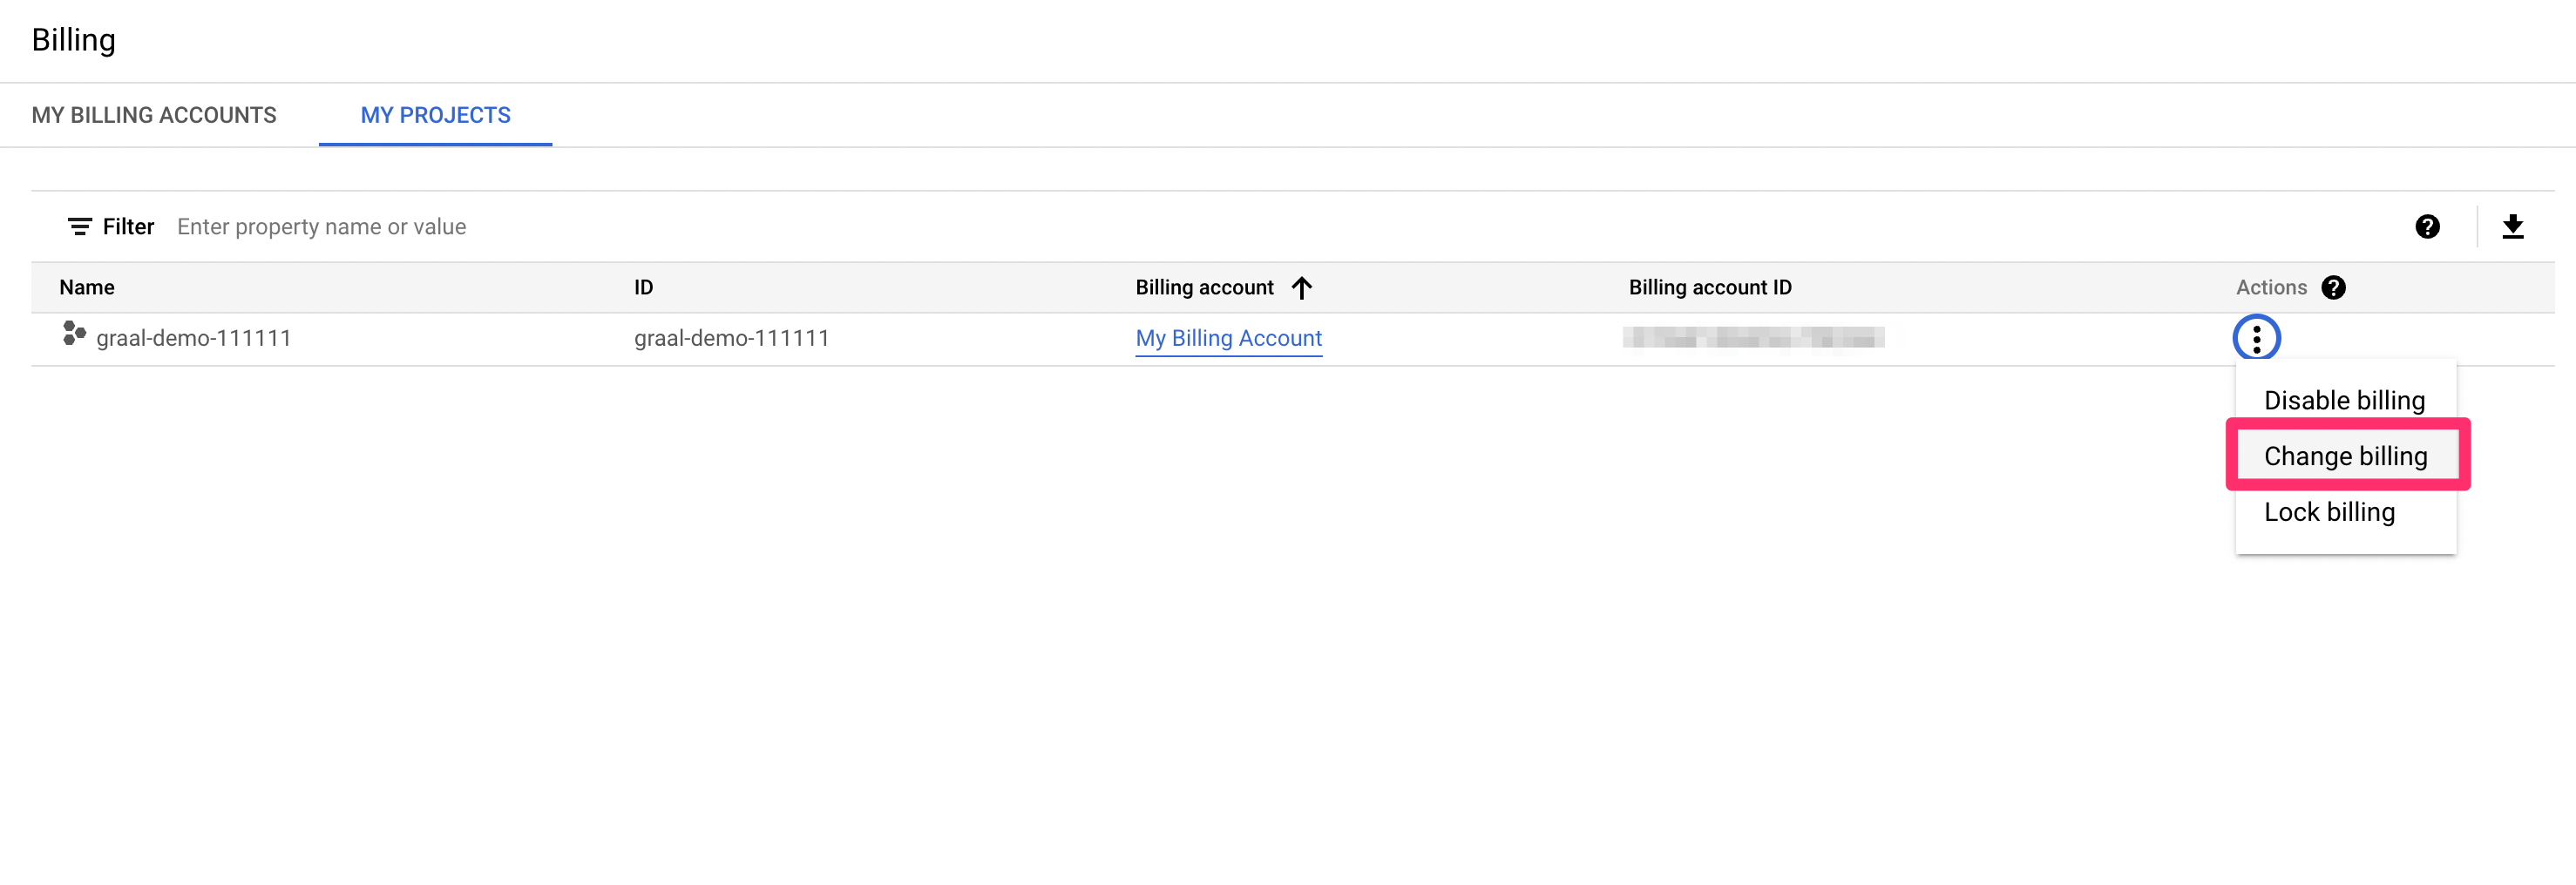 Billing
MY BILLING ACCOUNTS MY PROJECTS
Filter Enter property name or value
Name ID Billing account Billing account ID Actions
graal-demo-111111 graal-demo-111111 My Billing Account
Disable billing
Change billing
Lock billing